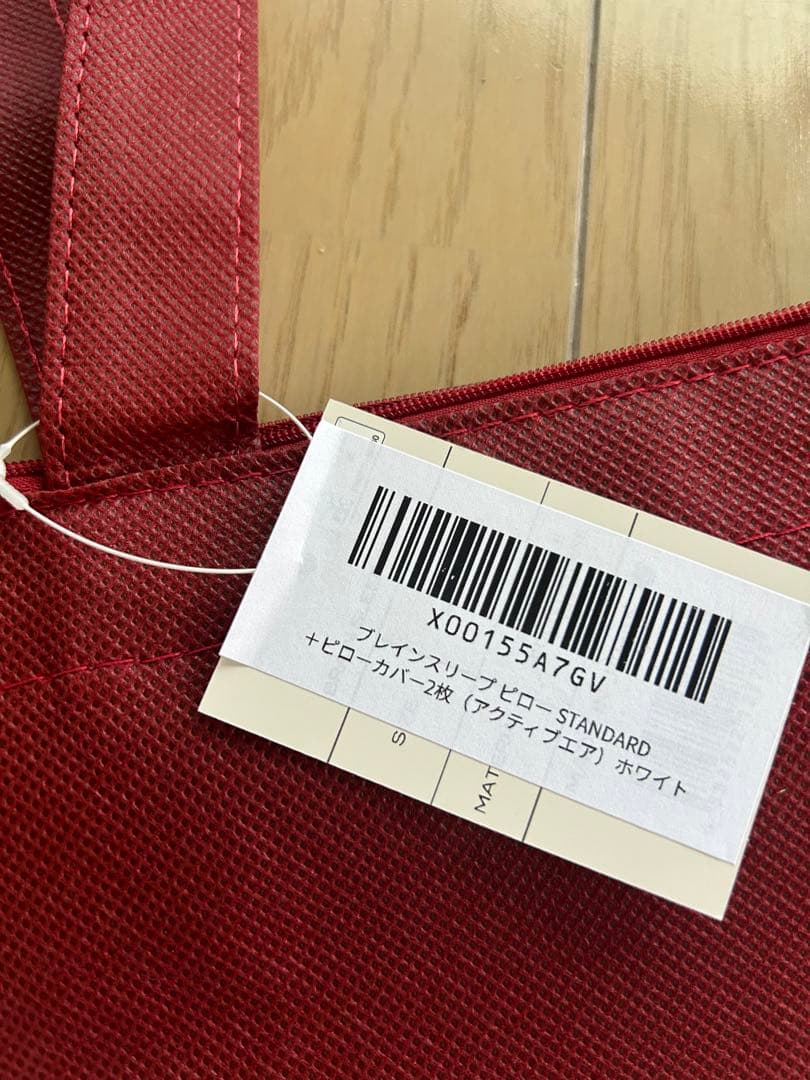 X00155A7GV
ブレインスリープ ピロー STANDARD
＋ピローカバー2枚（アクティブエア）ホワイト
S
MAT